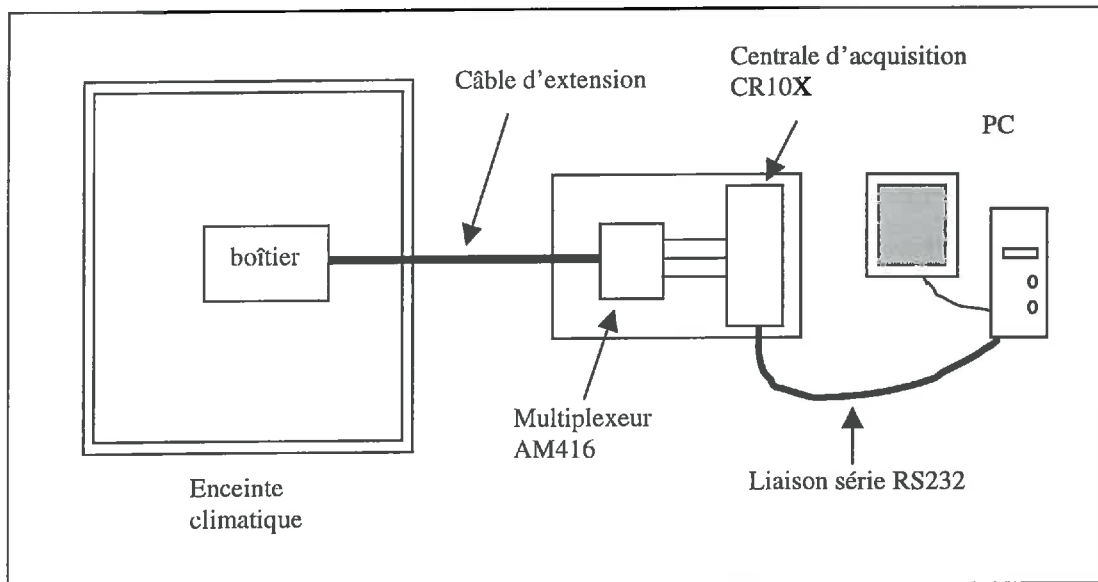 Centrale d'acquisition
CR10X
Câble d'extension
PC
boîtier
Multiplexeur
AM416
Liaison série RS232
Enceinte
climatique